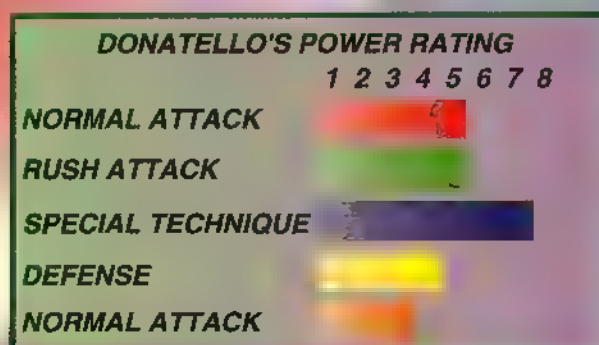 DONATELLO'S POWER RATING
1 2 3 4 5 6 7 8
NORMAL ATTACK
RUSH ATTACK
SPECIAL TECHNIQUE
DEFENSE
NORMAL ATTACK